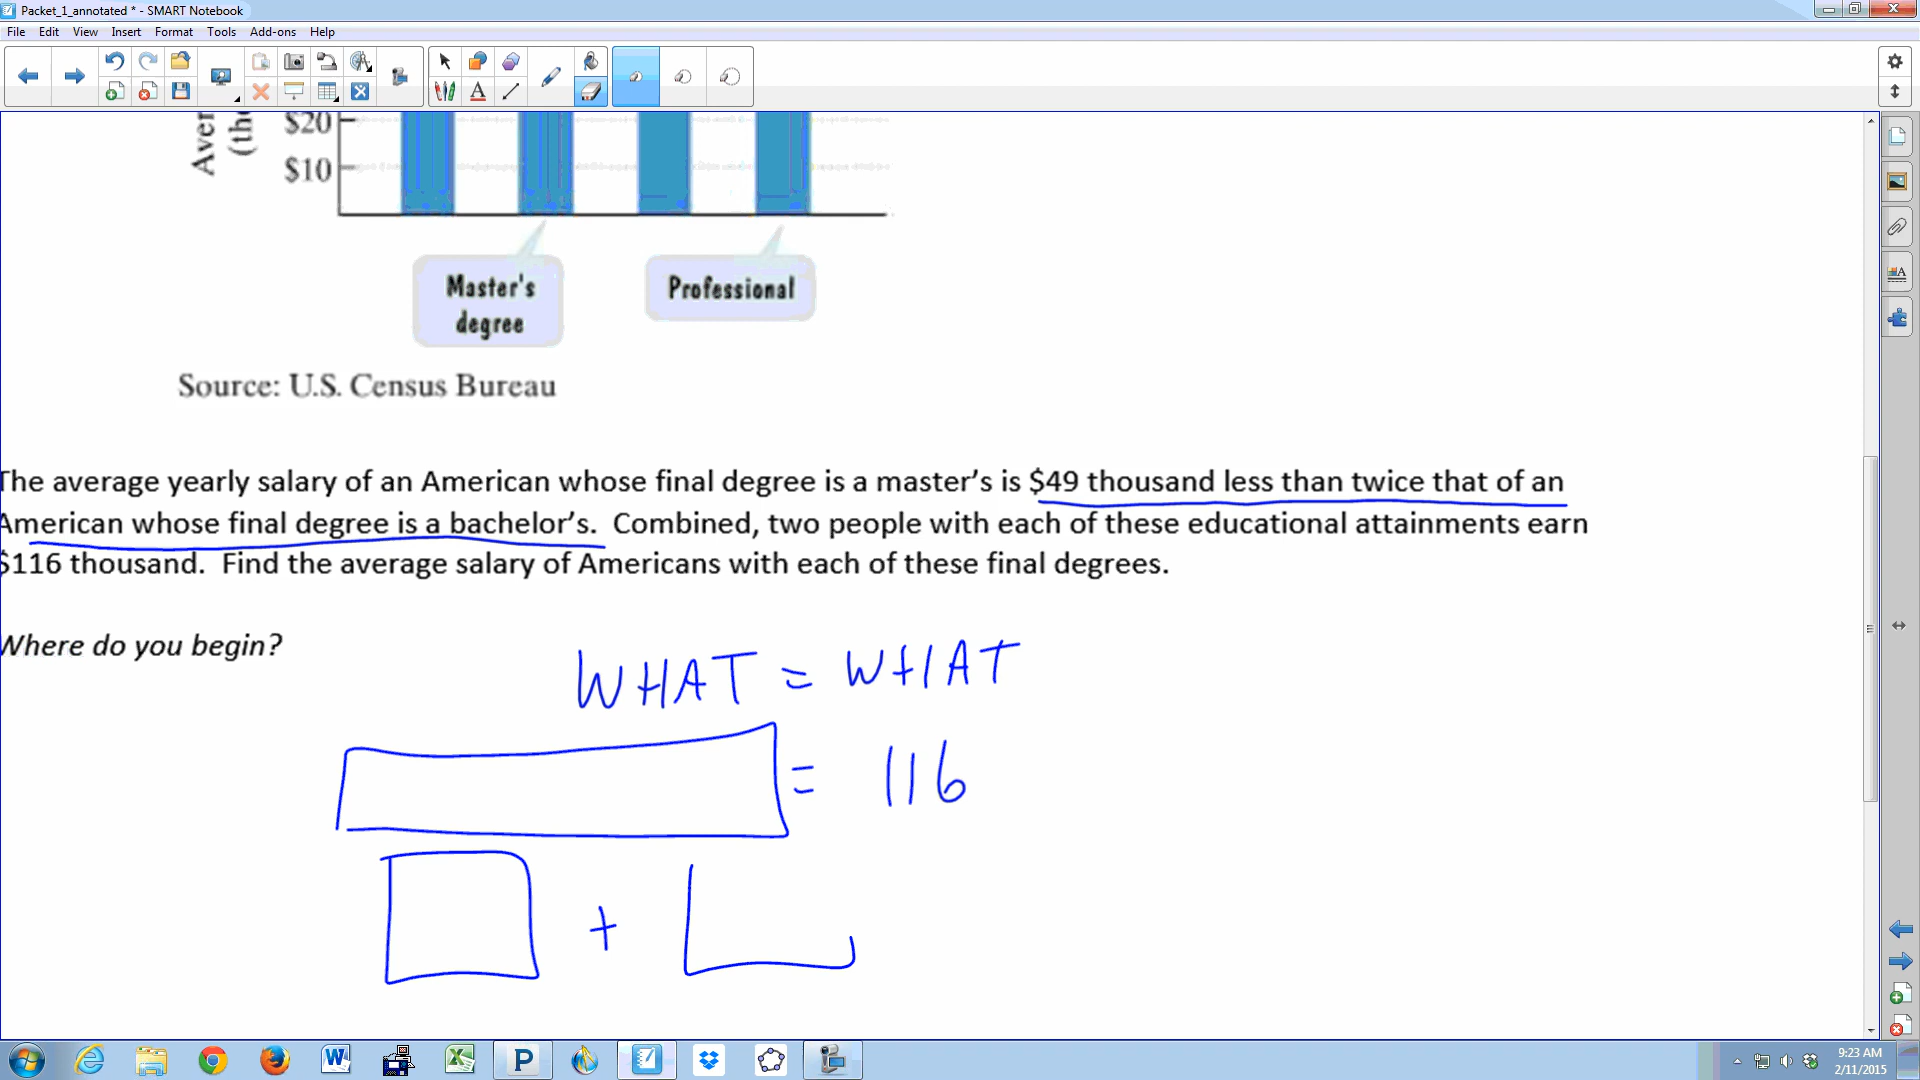 Packet_1_annotated * - SMART Notebook
File Edit View Insert Format Tools Add-ons Help
$20
$10
Master's
degree
Professional
Source: U.S. Census Bureau
The average yearly salary of an American whose final degree is a master's is $49 thousand less than twice that of an
American whose final degree is a bachelor's. Combined, two people with each of these educational attainments earn
$116 thousand. Find the average salary of Americans with each of these final degrees.
Where do you begin?
WHAT = WHAT
= 116
+
9:23 AM
2/11/2015